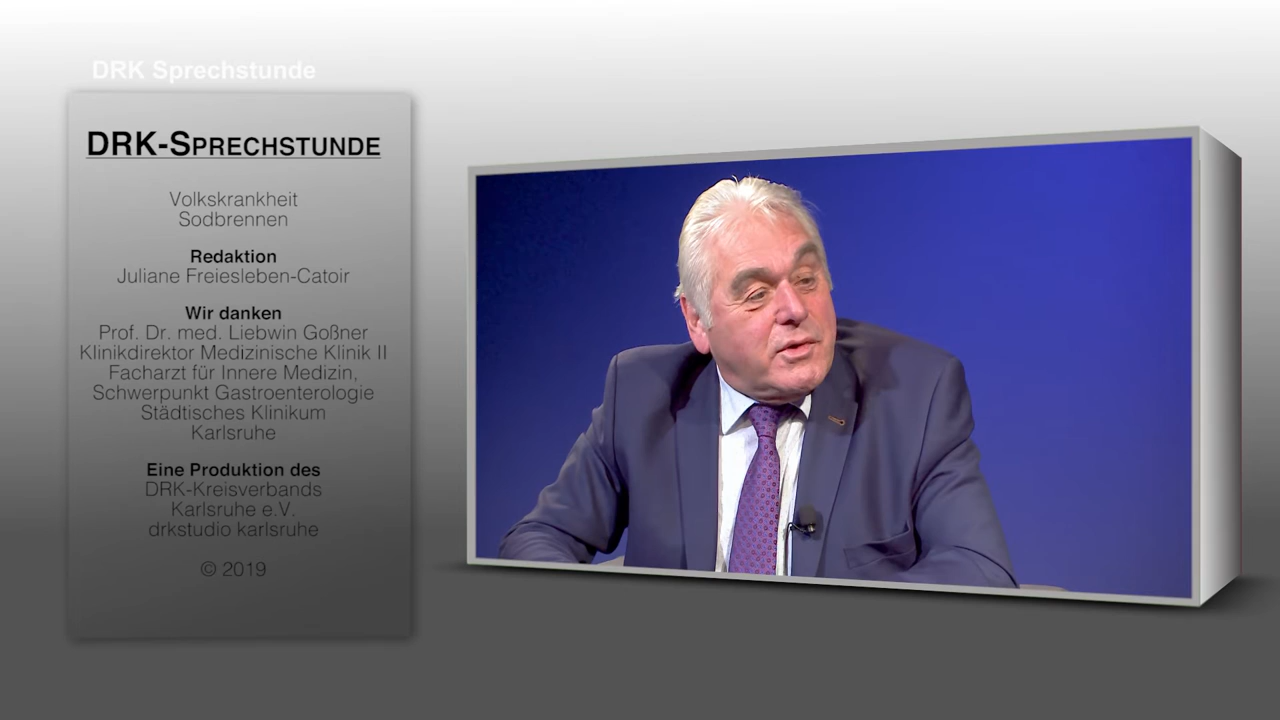 DRK Sprechstunde
DRK-SPRECHSTUNDE
Volkskrankheit
Sodbrennen
Redaktion
Juliane Freiesleben-Catoir
Wir danken
Prof. Dr. med. Liebwin Goßner
Klinikdirektor Medizinische Klinik II
Facharzt für Innere Medizin,
Schwerpunkt Gastroenterologie
Städtisches Klinikum
Karlsruhe
Eine Produktion des
DRK-Kreisverbands
Karlsruhe e.V.
drkstudio karlsruhe
© 2019